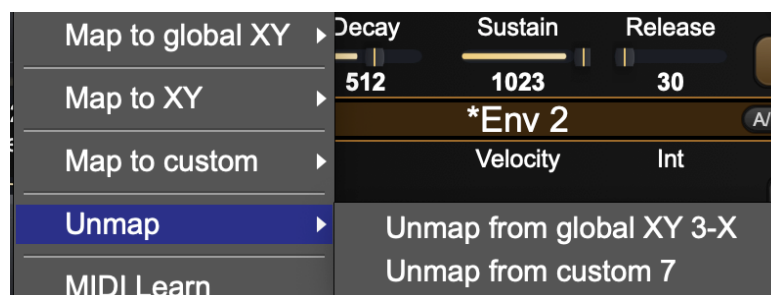 Map to global XY
Decay
Sustain
Release
512
1023
30
Map to XY
*Env 2
A/
Map to custom
Velocity
Int
Unmap
Unmap from global XY 3-X
Unmap from custom 7
MIDI Learn